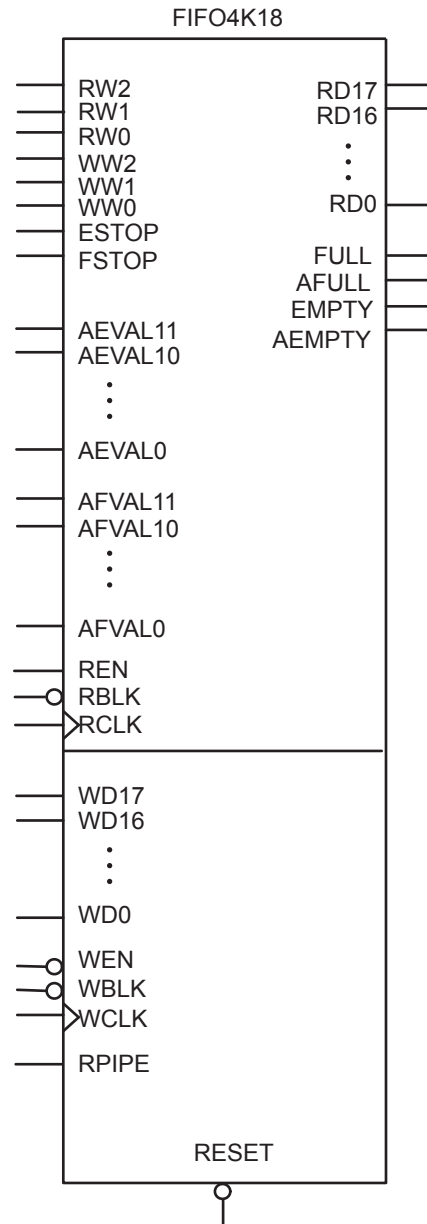 FIFO4K18
RW2
RW1
RW0
WW2
WW1
WW0
ESTOP
FSTOP
AEVAL11
AEVAL10
AEVAL0
AFVAL11
AFVAL10
AFVAL0
REN
RBLK
RCLK
WD17
WD16
WD0
WEN
WBLK
WCLK
RPIPE
RD17
RD16
RD0
FULL
AFULL
EMPTY
AEMPTY
RESET